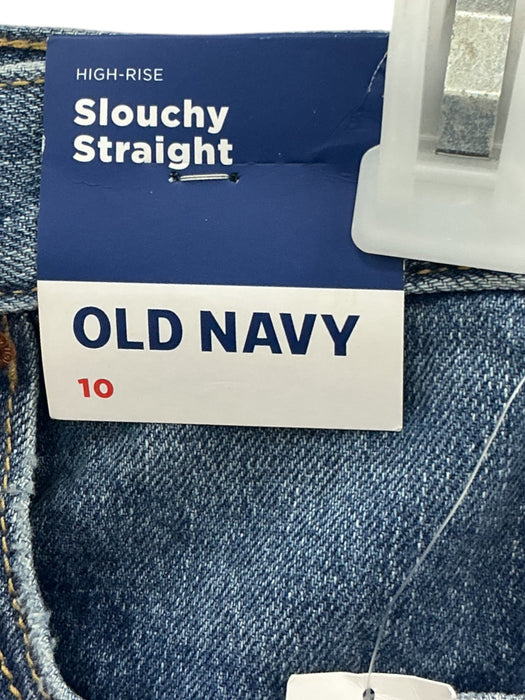 HIGH-RISE
Slouchy
Straight
OLD NAVY
10